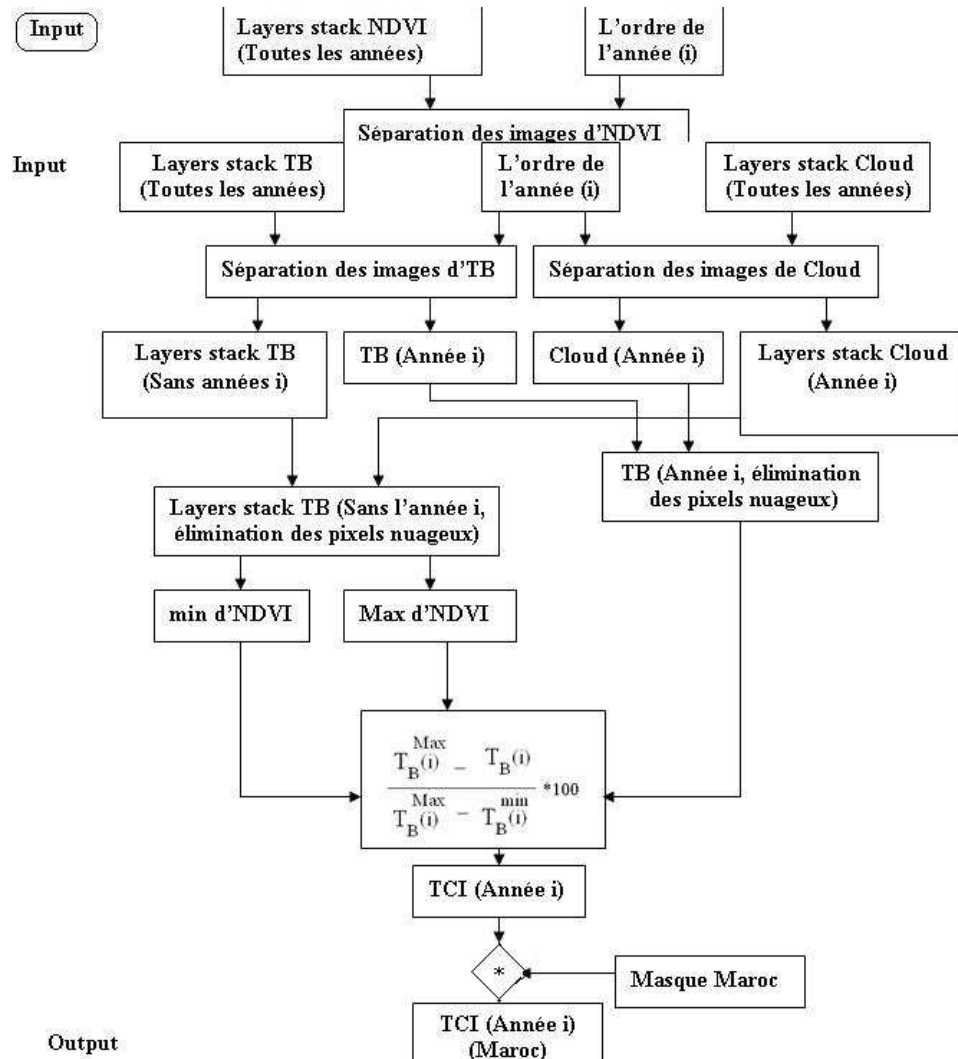 Input
Layers stack NDVI
(Toutes les années)
L'ordre de
l'année (i)
Séparation des images d'NDVI
Input
Layers stack TB
(Toutes les années)
L'ordre de
l'année (i)
Layers stack Cloud
(Toutes les années)
Séparation des images d'TB
Séparation des images de Cloud
Layers stack TB
(Sans années i)
TB (Année i)
Cloud (Année i)
Layers stack Cloud
(Année i)
TB (Année i, élimination
des pixels nuageux)
Layers stack TB (Sans l'année i,
élimination des pixels nuageux)
min d'NDVI
Max d'NDVI
T_B^Max(i) – T_B(i)
T_B^Max(i) – T_B^min(i)
*100
TCI (Année i)
*
Masque Maroc
TCI (Année i)
(Maroc)
Output